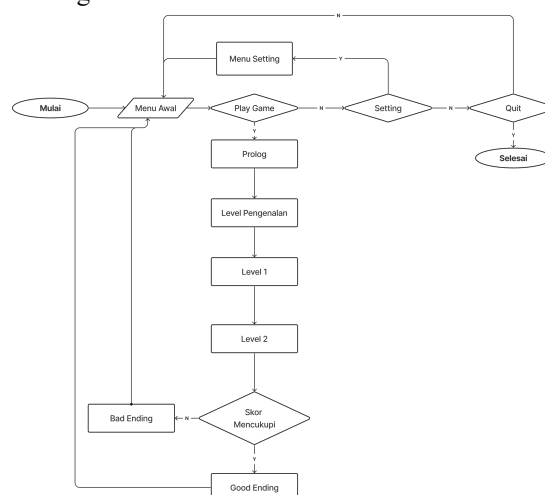 N
Menu Setting
Y
Mulai
Menu Awal
Play Game
N
Setting
N
Quit
Y
Y
Prolog
Selesai
Level Pengenalan
Level 1
Level 2
Bad Ending
N
Skor
Mencukupi
Y
Good Ending